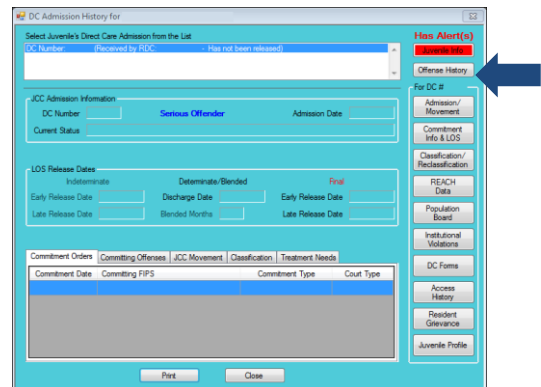 DC Admission History for
Select Juvenile's Direct Care Admission from the List
DC Number: (Received by RDC: - Has not been released)
Has Alert(s)
Juvenile Info
Offense History
For DC #
JCC Admission Information
DC Number Serious Offender Admission Date
Current Status
Admission/
Movement
Commitment
Info & LOS
Classification/
Reclassification
LOS Release Dates
Indeterminate Determinate/Blended Final
Early Release Date Discharge Date Early Release Date
Late Release Date Blended Months Late Release Date
REACH
Data
Population
Board
Institutional
Violations
Commitment Orders Committing Offenses JCC Movement Classification Treatment Needs
Commitment Date Committing FIPS Commitment Type Court Type
DC Forms
Access
History
Resident
Grievance
Juvenile Profile
Print Close